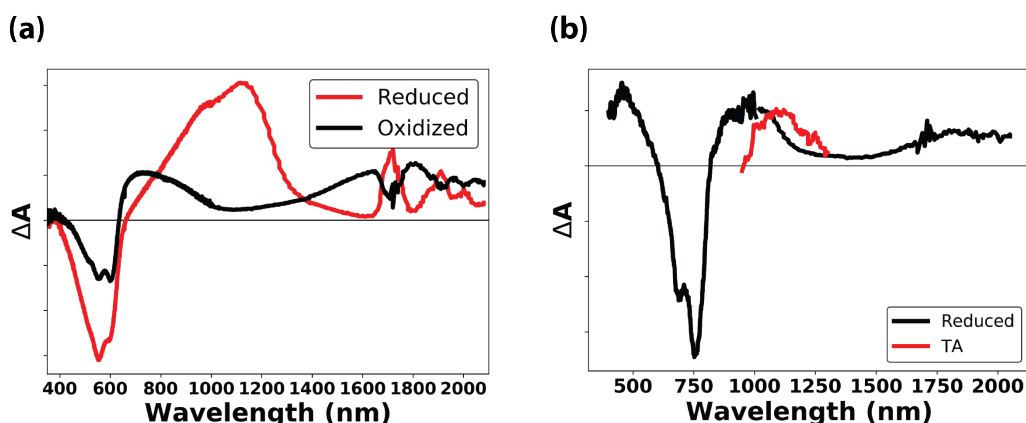 (a)
Reduced
Oxidized
ΔA
400 600 800 1000 1200 1400 1600 1800 2000
Wavelength (nm)
(b)
Reduced
TA
ΔA
500 750 1000 1250 1500 1750 2000
Wavelength (nm)